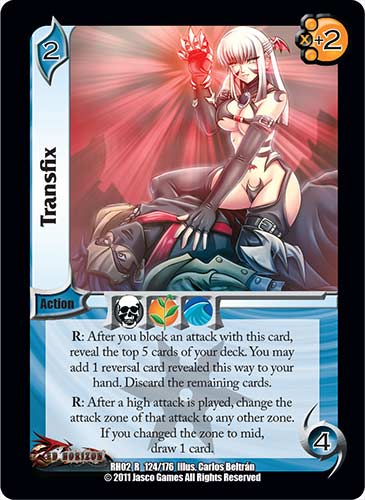 2
X +2
Transfix
Action
R: After you block an attack with this card,
reveal the top 5 cards of your deck. You may
add 1 reversal card revealed this way to your
hand. Discard the remaining cards.
R: After a high attack is played, change the
attack zone of that attack to any other zone.
If you changed the zone to mid,
draw 1 card.
4
RED HORIZON
RH02_R_124/176 Illus. Carlos Beltrán
© 2011 Jasco Games All Rights Reserved